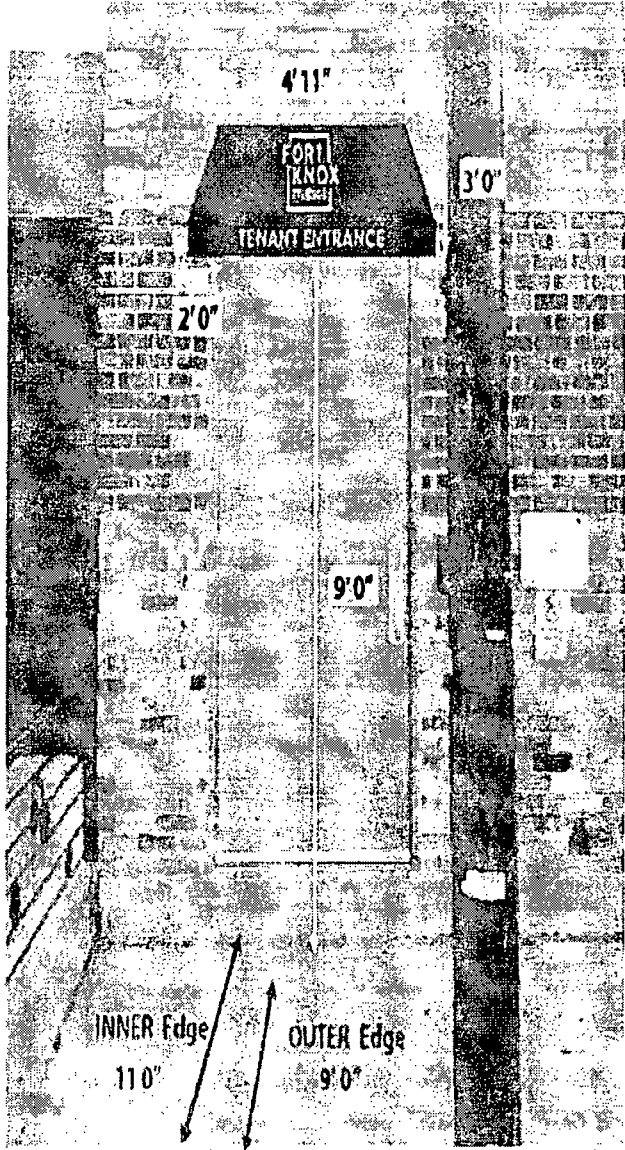 4'11"
FORT
KNOX
3'0"
TENANT ENTRANCE
2'0"
9'0"
INNER Edge
11 0"
OUTER Edge
9'0"